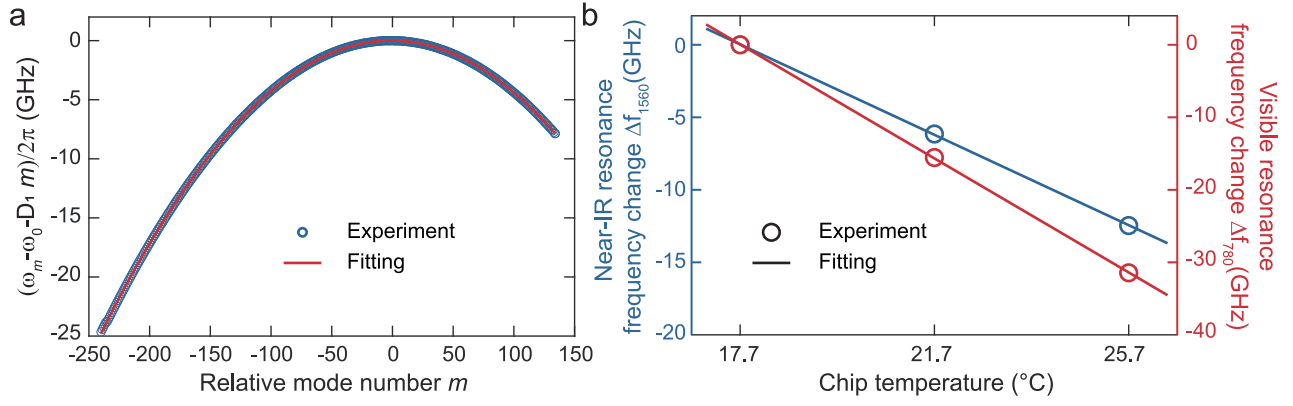 a
(ωₘ-ω₀-D₁ m)/2π (GHz)
0
-5
-10
-15
-20
-25
Experiment
Fitting
-250 -200 -150 -100 -50 0 50 100 150
Relative mode number m
b
Near-IR resonance
frequency change Δf₁₅₆₀(GHz)
0
-5
-10
-15
-20
Experiment
Fitting
17.7 21.7 25.7
Chip temperature (°C)
0
-10
-20
-30
-40
Visible resonance
frequency change Δf₇₈₀(GHz)